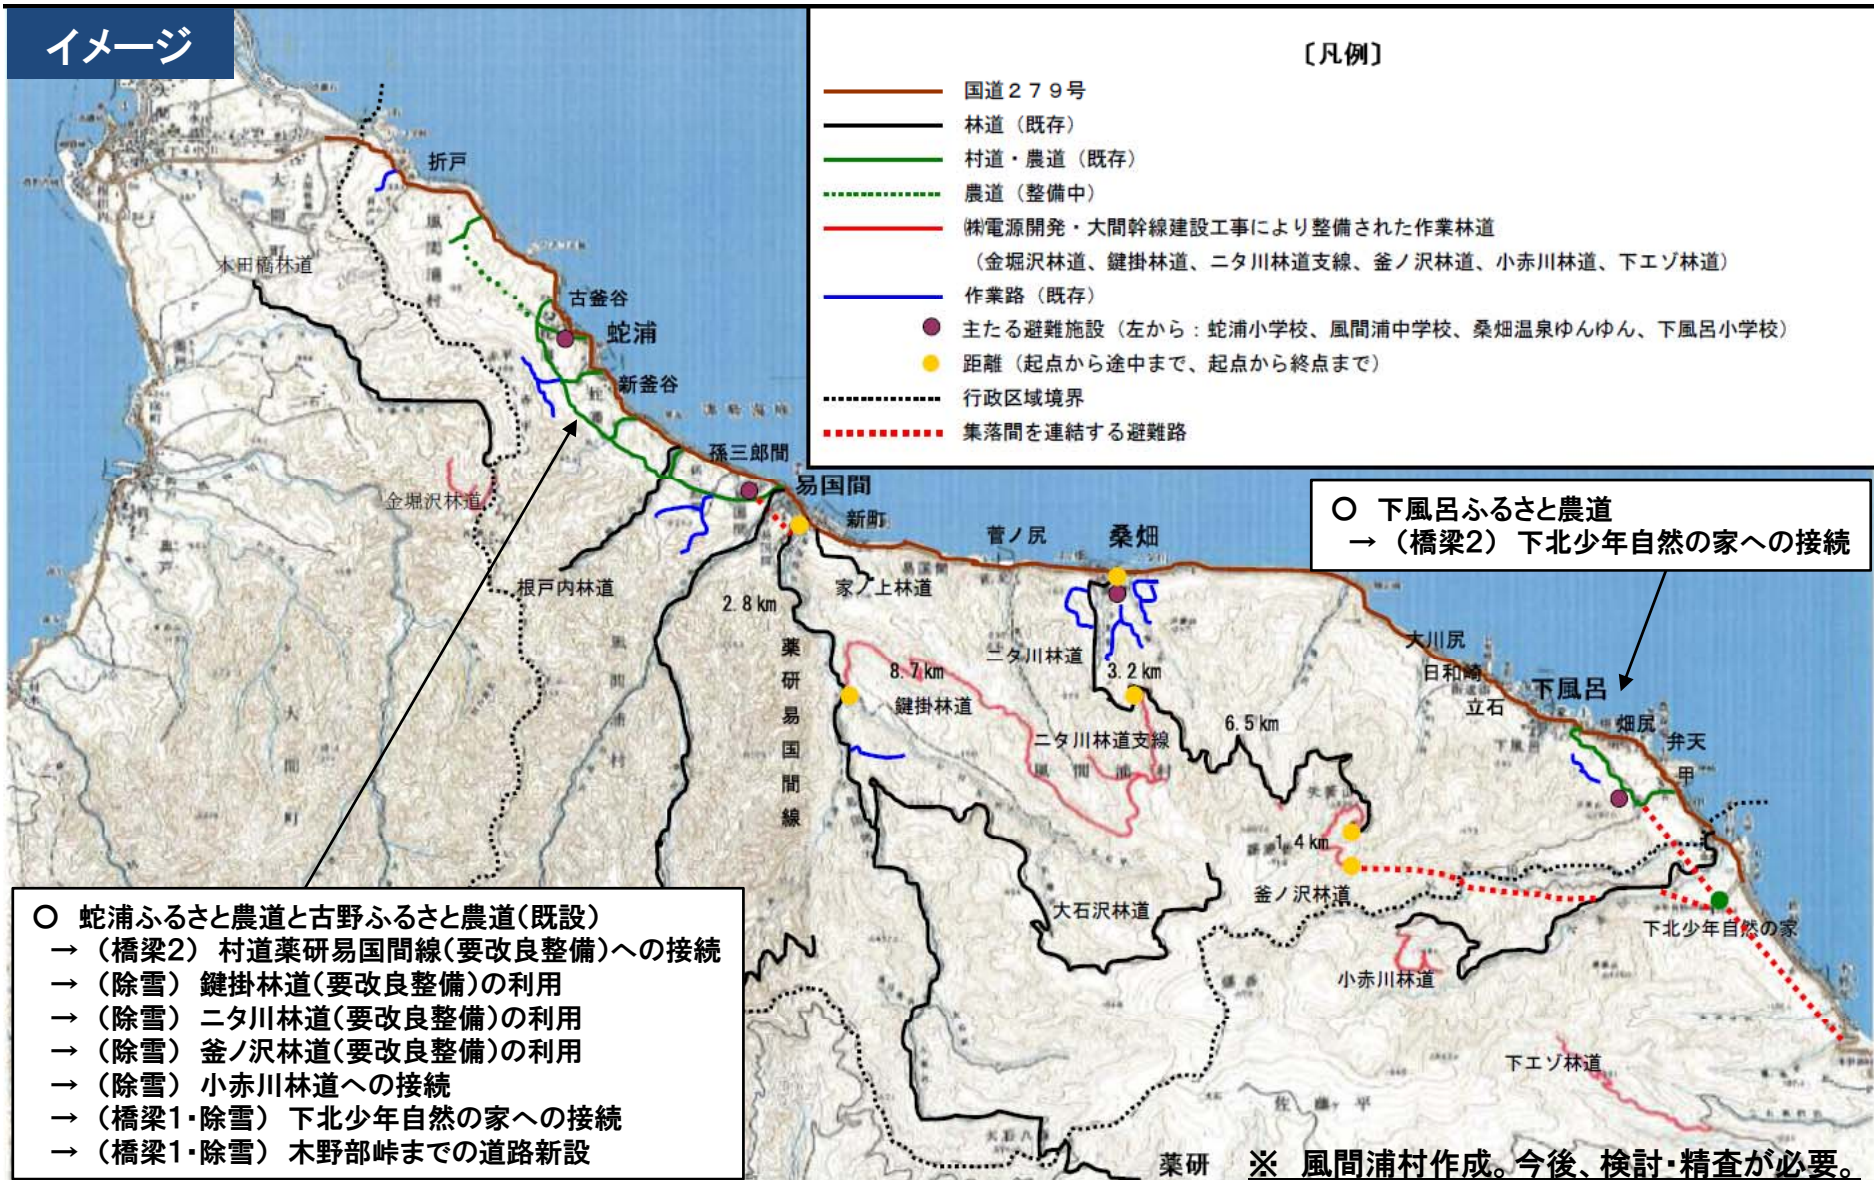 イメージ
〔凡例〕
国道２７９号
林道（既存）
村道・農道（既存）
農道（整備中）
㈱電源開発・大間幹線建設工事により整備された作業林道
（金堀沢林道、鍵掛林道、ニタ川林道支線、釜ノ沢林道、小赤川林道、下エゾ林道）
作業路（既存）
主たる避難施設（左から：蛇浦小学校、風間浦中学校、桑畑温泉ゆんゆん、下風呂小学校）
距離（起点から途中まで、起点から終点まで）
行政区域境界
集落間を連結する避難路
折戸
大間町
風間浦村
木田橋林道
古釜谷
蛇浦
新釜谷
孫三郎間
金堀沢林道
易国間
新町
菅ノ尻
桑畑
○ 下風呂ふるさと農道
→ （橋梁2） 下北少年自然の家への接続
根戸内林道
2.8km
家ノ上林道
薬研易国間線
ニタ川林道
8.7km
3.2km
鍵掛林道
ニタ川林道支線
6.5km
風間浦村
大川尻
日和崎
立石
下風呂
畑尻
弁天
甲
1.4km
釜ノ沢林道
大石沢林道
下北少年自然の家
小赤川林道
下エゾ林道
佐藤ヶ平
○ 蛇浦ふるさと農道と古野ふるさと農道（既設）
→ （橋梁2） 村道薬研易国間線（要改良整備）への接続
→ （除雪） 鍵掛林道（要改良整備）の利用
→ （除雪） ニタ川林道（要改良整備）の利用
→ （除雪） 釜ノ沢林道（要改良整備）の利用
→ （除雪） 小赤川林道への接続
→ （橋梁1・除雪） 下北少年自然の家への接続
→ （橋梁1・除雪） 木野部峠までの道路新設
薬研
※ 風間浦村作成。今後、検討・精査が必要。